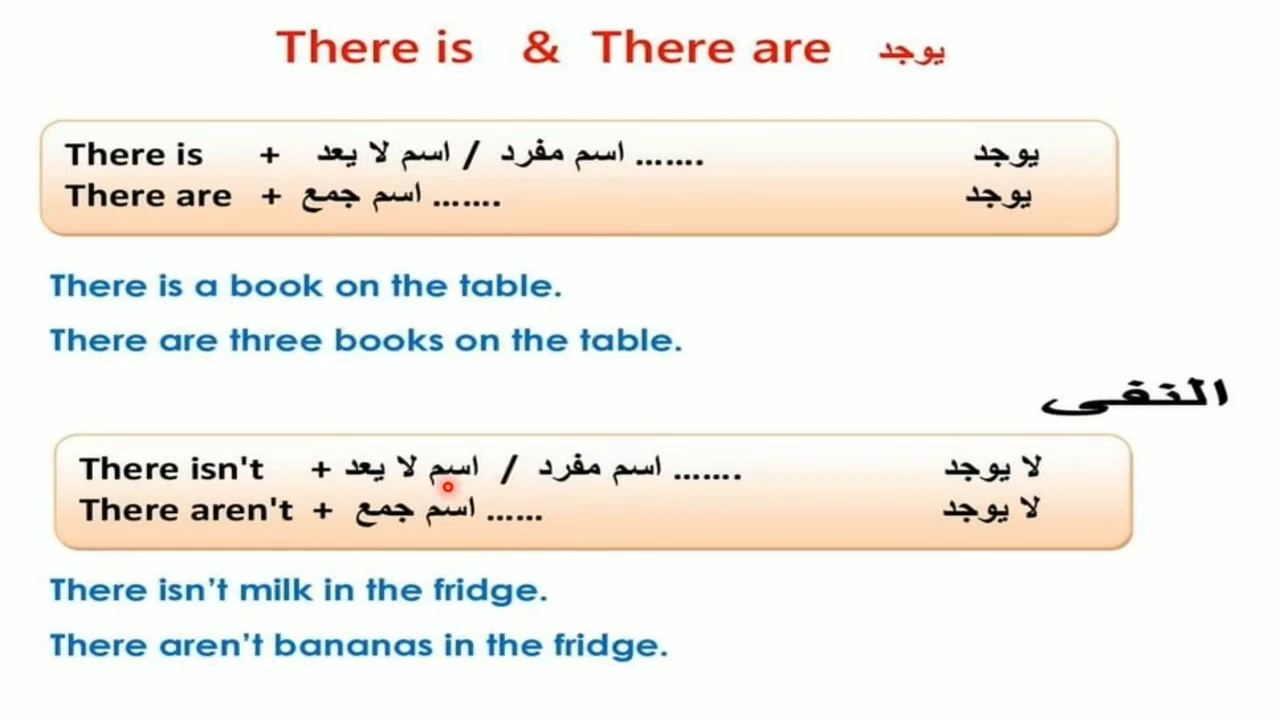 There is & There are يوجد
There is + اسم لا يعد / اسم مفرد ....... يوجد
There are + اسم جمع ....... يوجد
There is a book on the table.
There are three books on the table.
النفى
There isn't + اسم لا يعد / اسم مفرد ....... لا يوجد
There aren't + اسم جمع ...... لا يوجد
There isn’t milk in the fridge.
There aren’t bananas in the fridge.